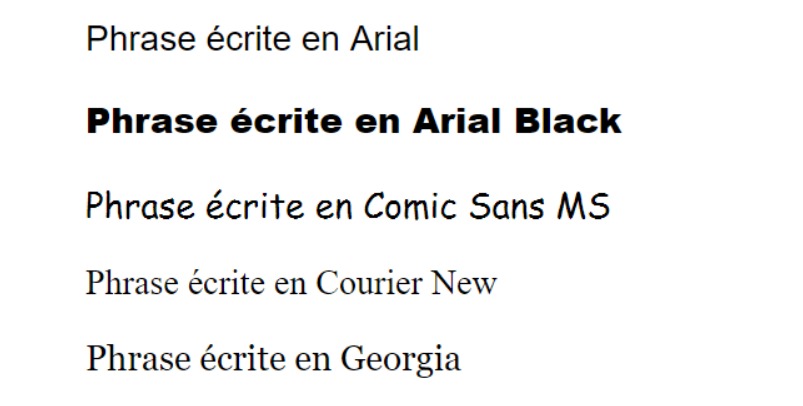 Phrase écrite en Arial
Phrase écrite en Arial Black
Phrase écrite en Comic Sans MS
Phrase écrite en Courier New
Phrase écrite en Georgia